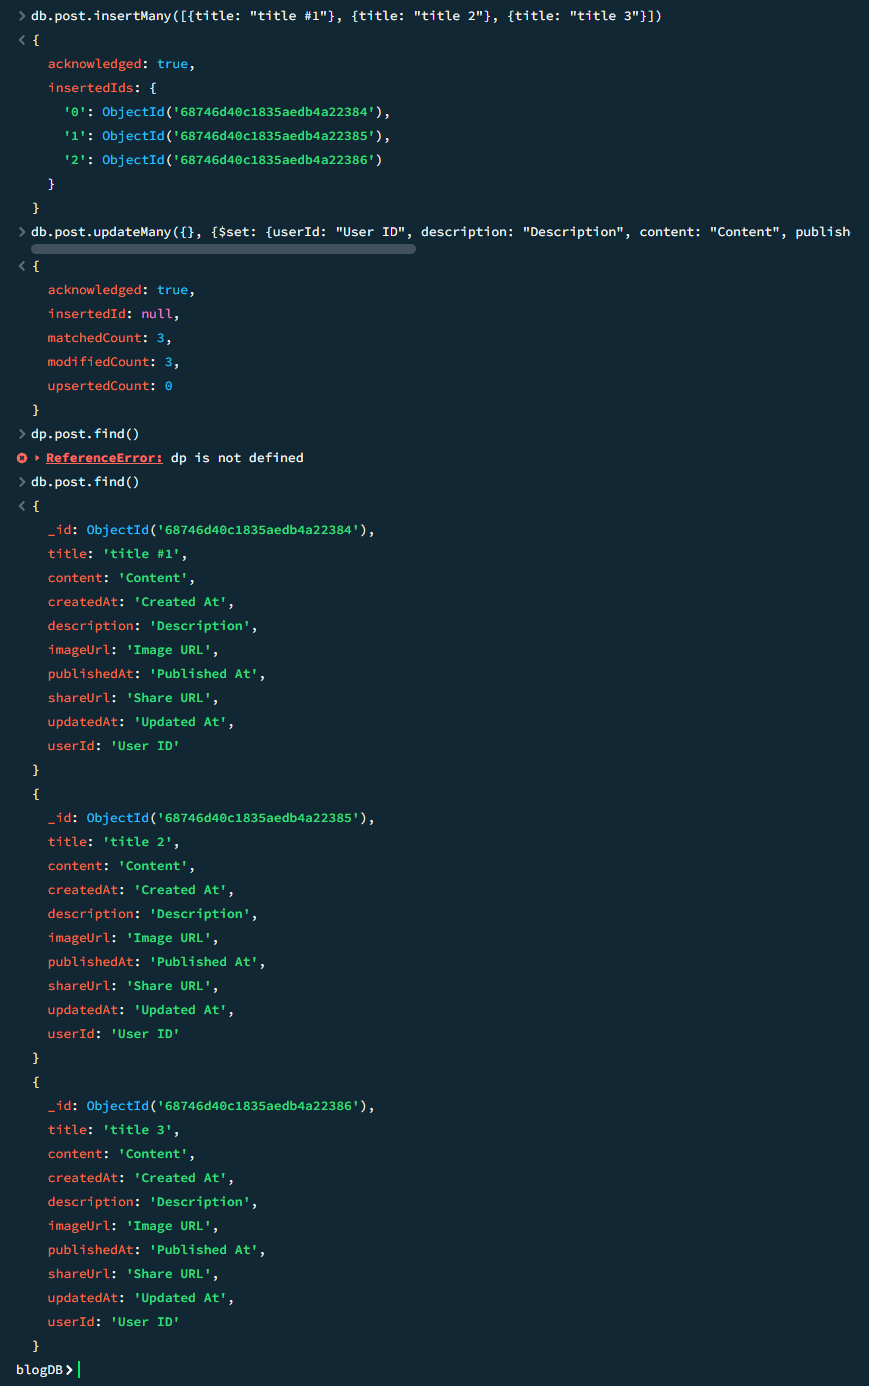 > db.post.insertMany([{title: "title #1"}, {title: "title 2"}, {title: "title 3"}])
< {
acknowledged: true,
insertedIds: {
'0': ObjectId('68746d40c1835aedb4a22384'),
'1': ObjectId('68746d40c1835aedb4a22385'),
'2': ObjectId('68746d40c1835aedb4a22386')
}
}
> db.post.updateMany({}, {$set: {userId: "User ID", description: "Description", content: "Content", publish
< {
acknowledged: true,
insertedId: null,
matchedCount: 3,
modifiedCount: 3,
upsertedCount: 0
}
> dp.post.find()
ReferenceError: dp is not defined
> db.post.find()
< {
_id: ObjectId('68746d40c1835aedb4a22384'),
title: 'title #1',
content: 'Content',
createdAt: 'Created At',
description: 'Description',
imageUrl: 'Image URL',
publishedAt: 'Published At',
shareUrl: 'Share URL',
updatedAt: 'Updated At',
userId: 'User ID'
}
{
_id: ObjectId('68746d40c1835aedb4a22385'),
title: 'title 2',
content: 'Content',
createdAt: 'Created At',
description: 'Description',
imageUrl: 'Image URL',
publishedAt: 'Published At',
shareUrl: 'Share URL',
updatedAt: 'Updated At',
userId: 'User ID'
}
{
_id: ObjectId('68746d40c1835aedb4a22386'),
title: 'title 3',
content: 'Content',
createdAt: 'Created At',
description: 'Description',
imageUrl: 'Image URL',
publishedAt: 'Published At',
shareUrl: 'Share URL',
updatedAt: 'Updated At',
userId: 'User ID'
}
blogDB>